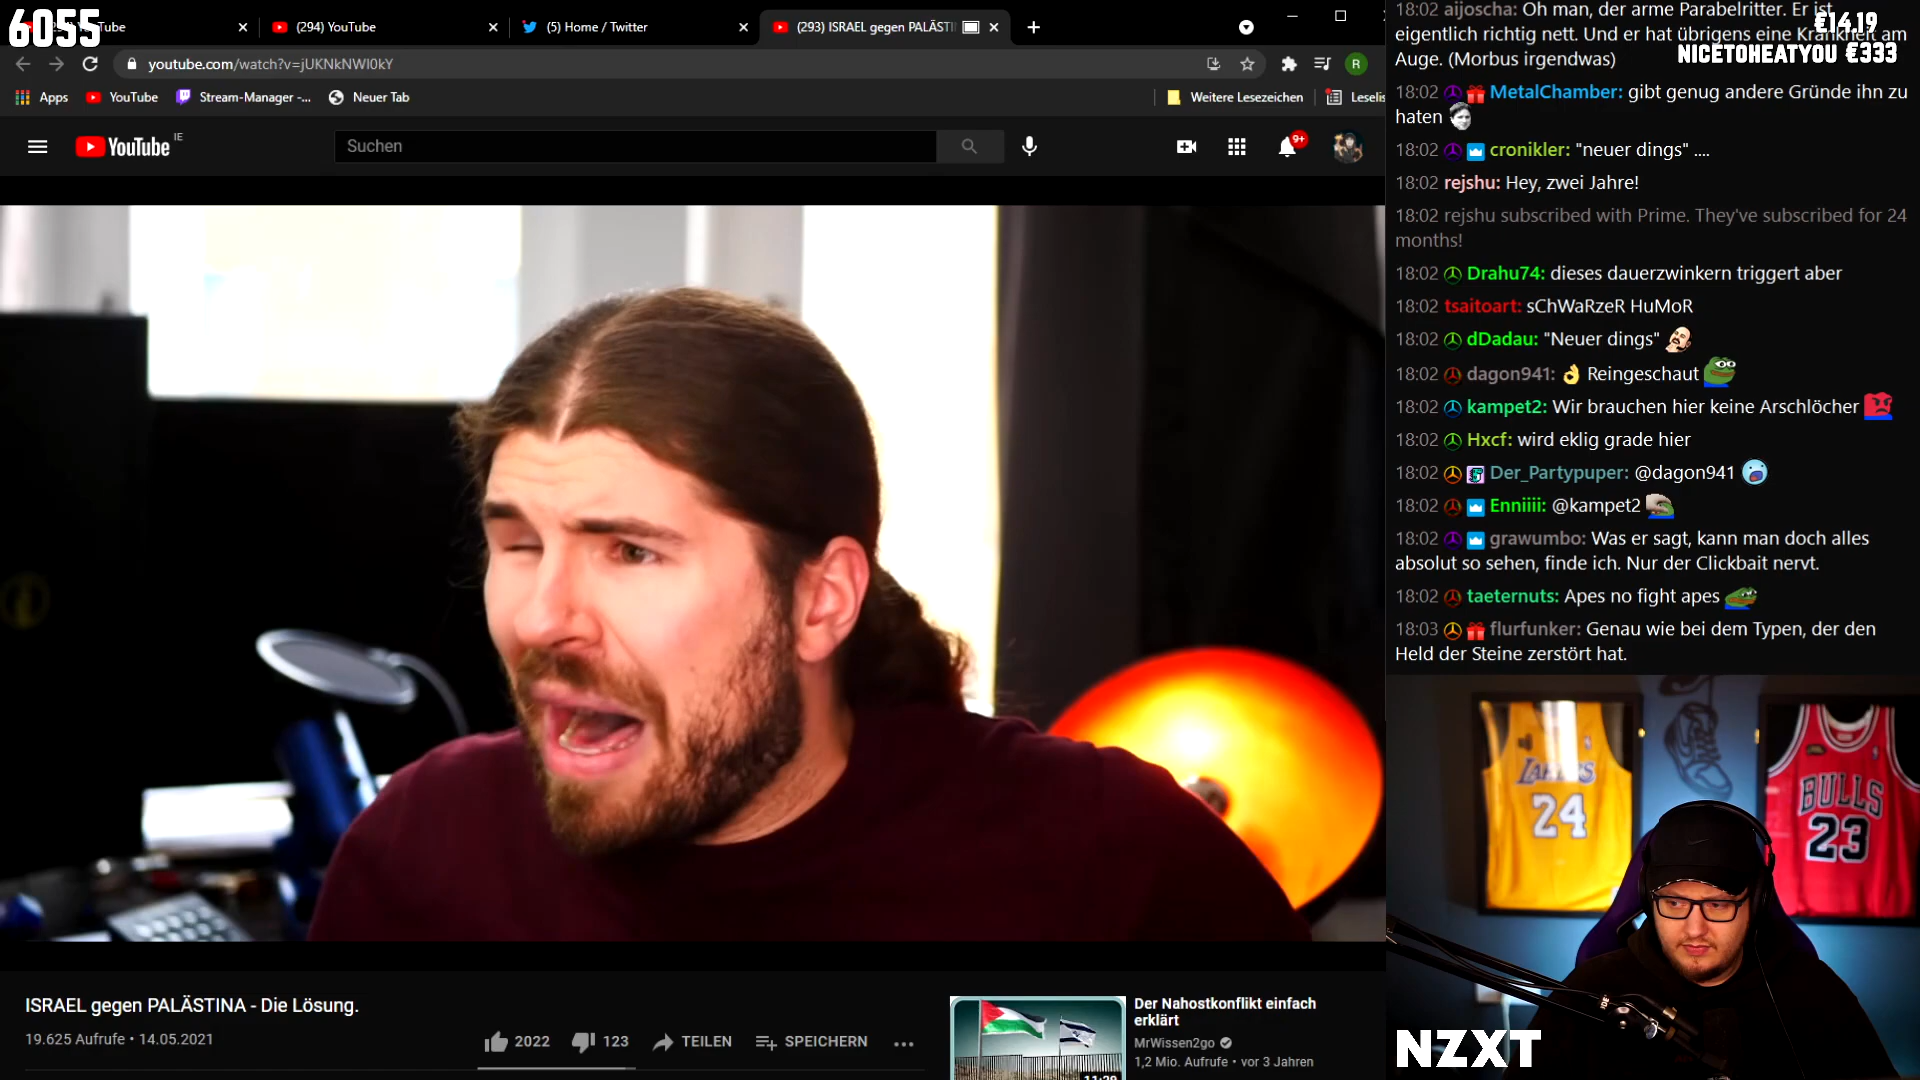 6055
YouTube
(294) YouTube
(5) Home / Twitter
(293) ISRAEL gegen PALÄSTI
youtube.com/watch?v=jUKNkNWI0kY
R
Apps
YouTube
Stream-Manager -...
Neuer Tab
Weitere Lesezeichen
Leselis
YouTube
IE
Suchen
9+
€14.19
NICETOHEATYOU €333
18:02 aijoscha: Oh man, der arme Parabelritter. Er ist
eigentlich richtig nett. Und er hat übrigens eine Krankheit am
Auge. (Morbus irgendwas)
18:02 MetalChamber: gibt genug andere Gründe ihn zu
haten
18:02 cronikler: "neuer dings" ....
18:02 rejshu: Hey, zwei Jahre!
18:02 rejshu subscribed with Prime. They've subscribed for 24
months!
18:02 Drahu74: dieses dauerzwinkern triggert aber
18:02 tsaitoart: sChWaRzeR HuMoR
18:02 dDadau: "Neuer dings"
18:02 dagon941: 👌 Reingeschaut
18:02 kampet2: Wir brauchen hier keine Arschlöcher
18:02 Hxcf: wird eklig grade hier
18:02 Der_Partypuper: @dagon941
18:02 Enniiii: @kampet2
18:02 grawumbo: Was er sagt, kann man doch alles
absolut so sehen, finde ich. Nur der Clickbait nervt.
18:02 taeternuts: Apes no fight apes
18:03 flurfunker: Genau wie bei dem Typen, der den
Held der Steine zerstört hat.
LAKERS
24
BULLS
23
NZXT
ISRAEL gegen PALÄSTINA - Die Lösung.
19.625 Aufrufe • 14.05.2021
2022
123
TEILEN
SPEICHERN
Der Nahostkonflikt einfach
erklärt
MrWissen2go
1,2 Mio. Aufrufe • vor 3 Jahren